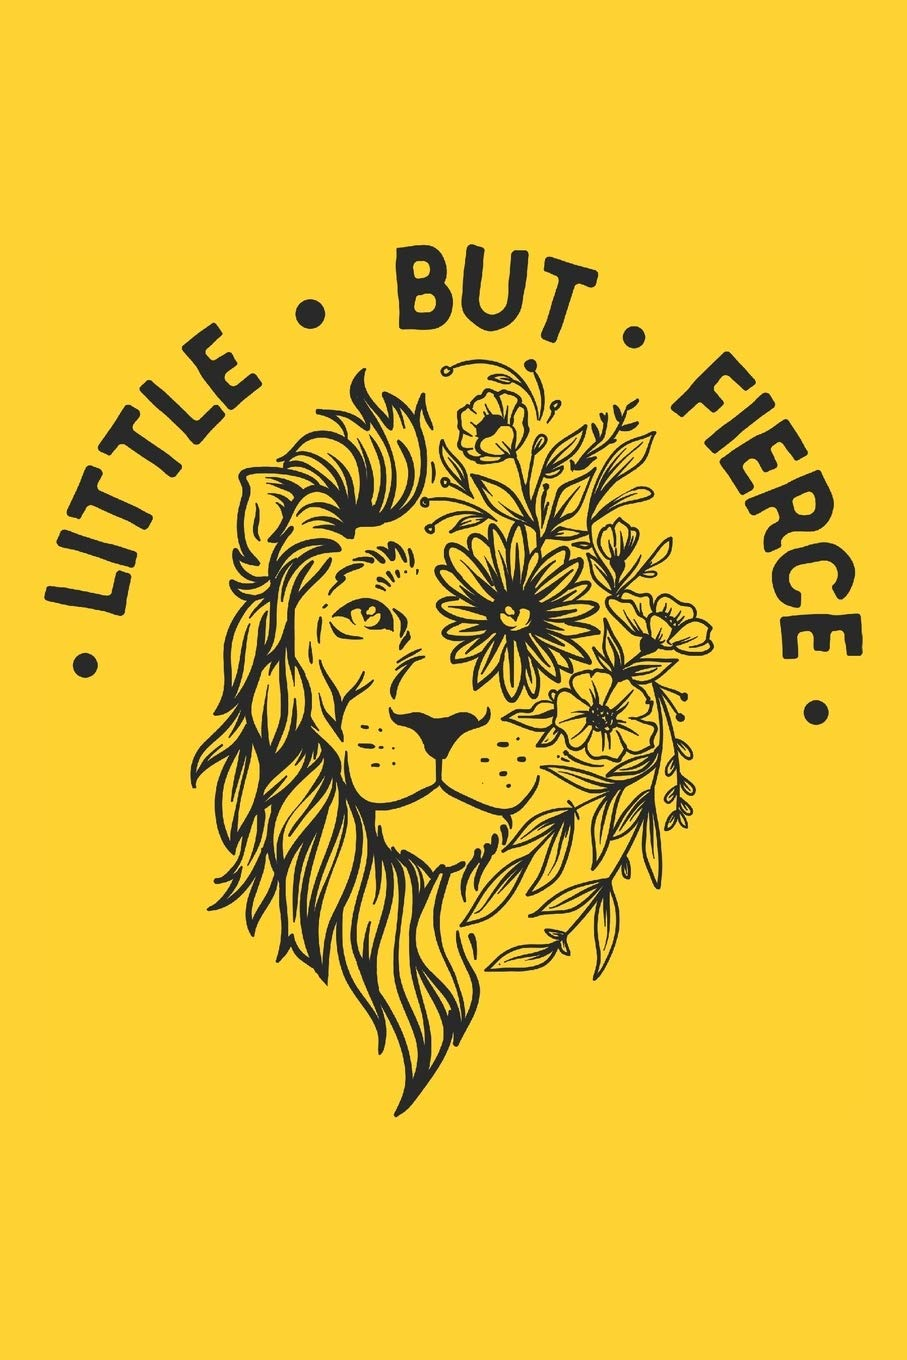 • LITTLE • BUT • FIERCE •